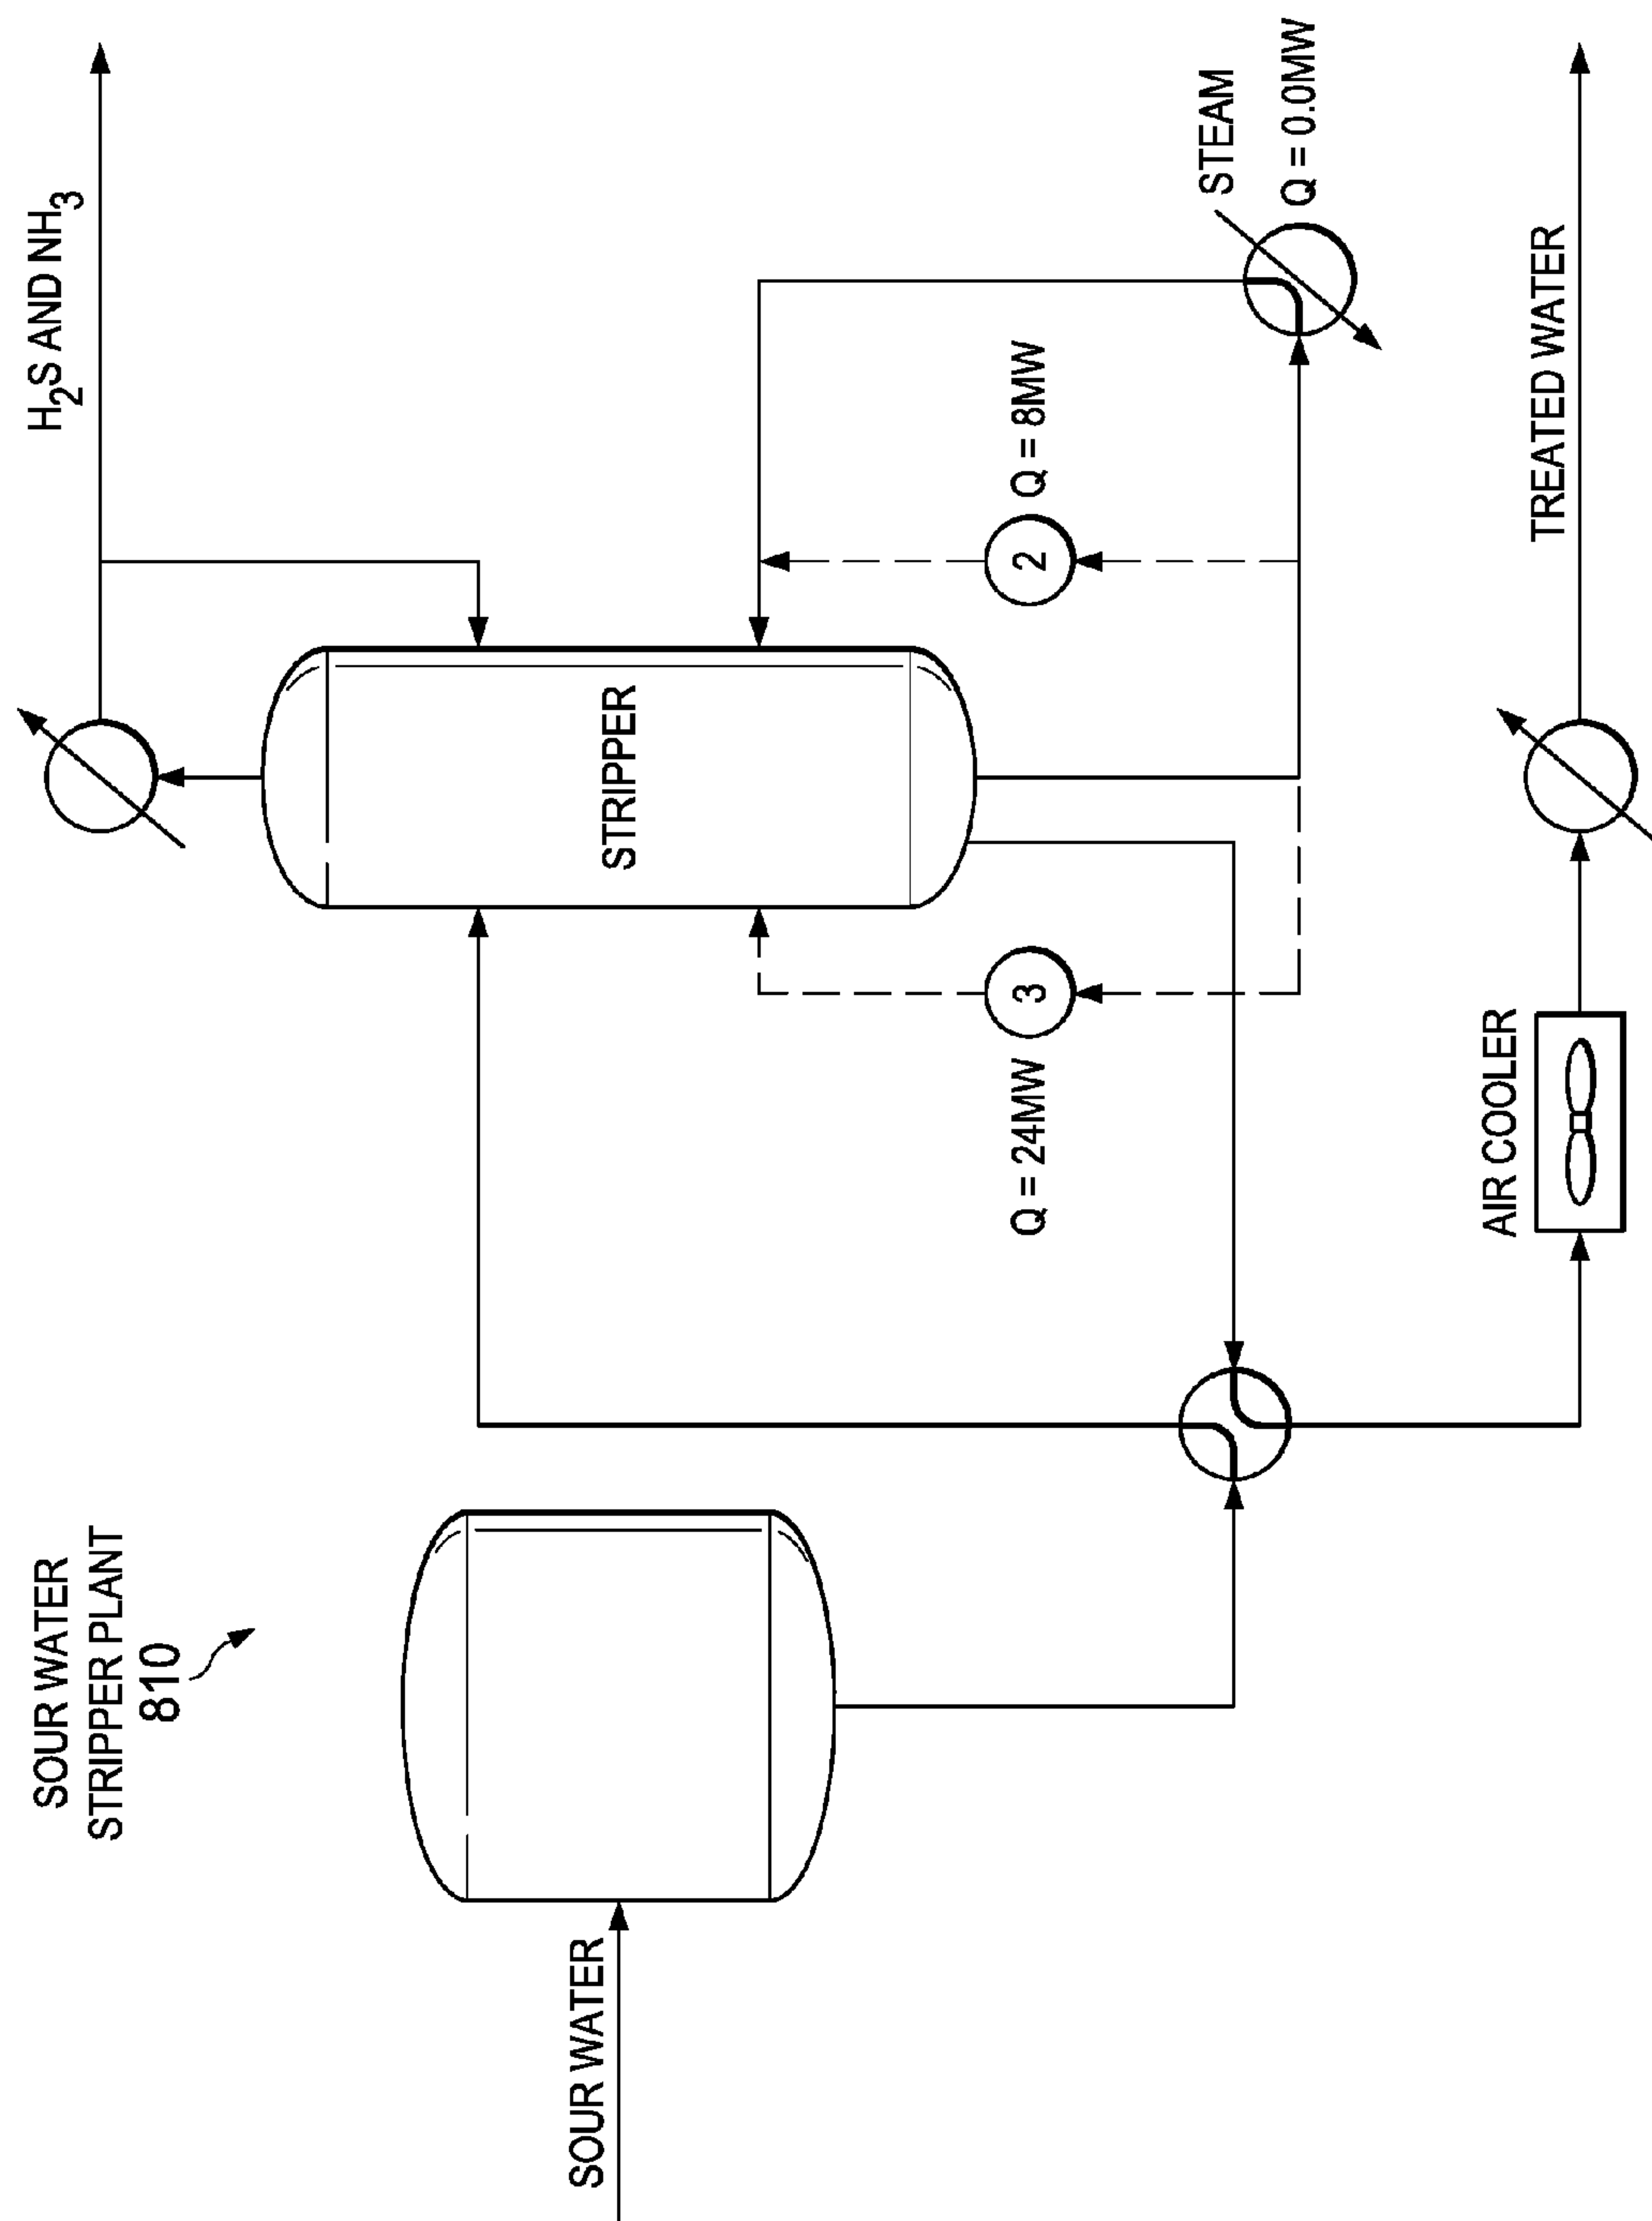 SOUR WATER
STRIPPER PLANT
810
SOUR WATER
H2S AND NH3
STRIPPER
Q = 24MW
3
2
Q = 8MW
STEAM
Q = 0.0MW
AIR COOLER
TREATED WATER